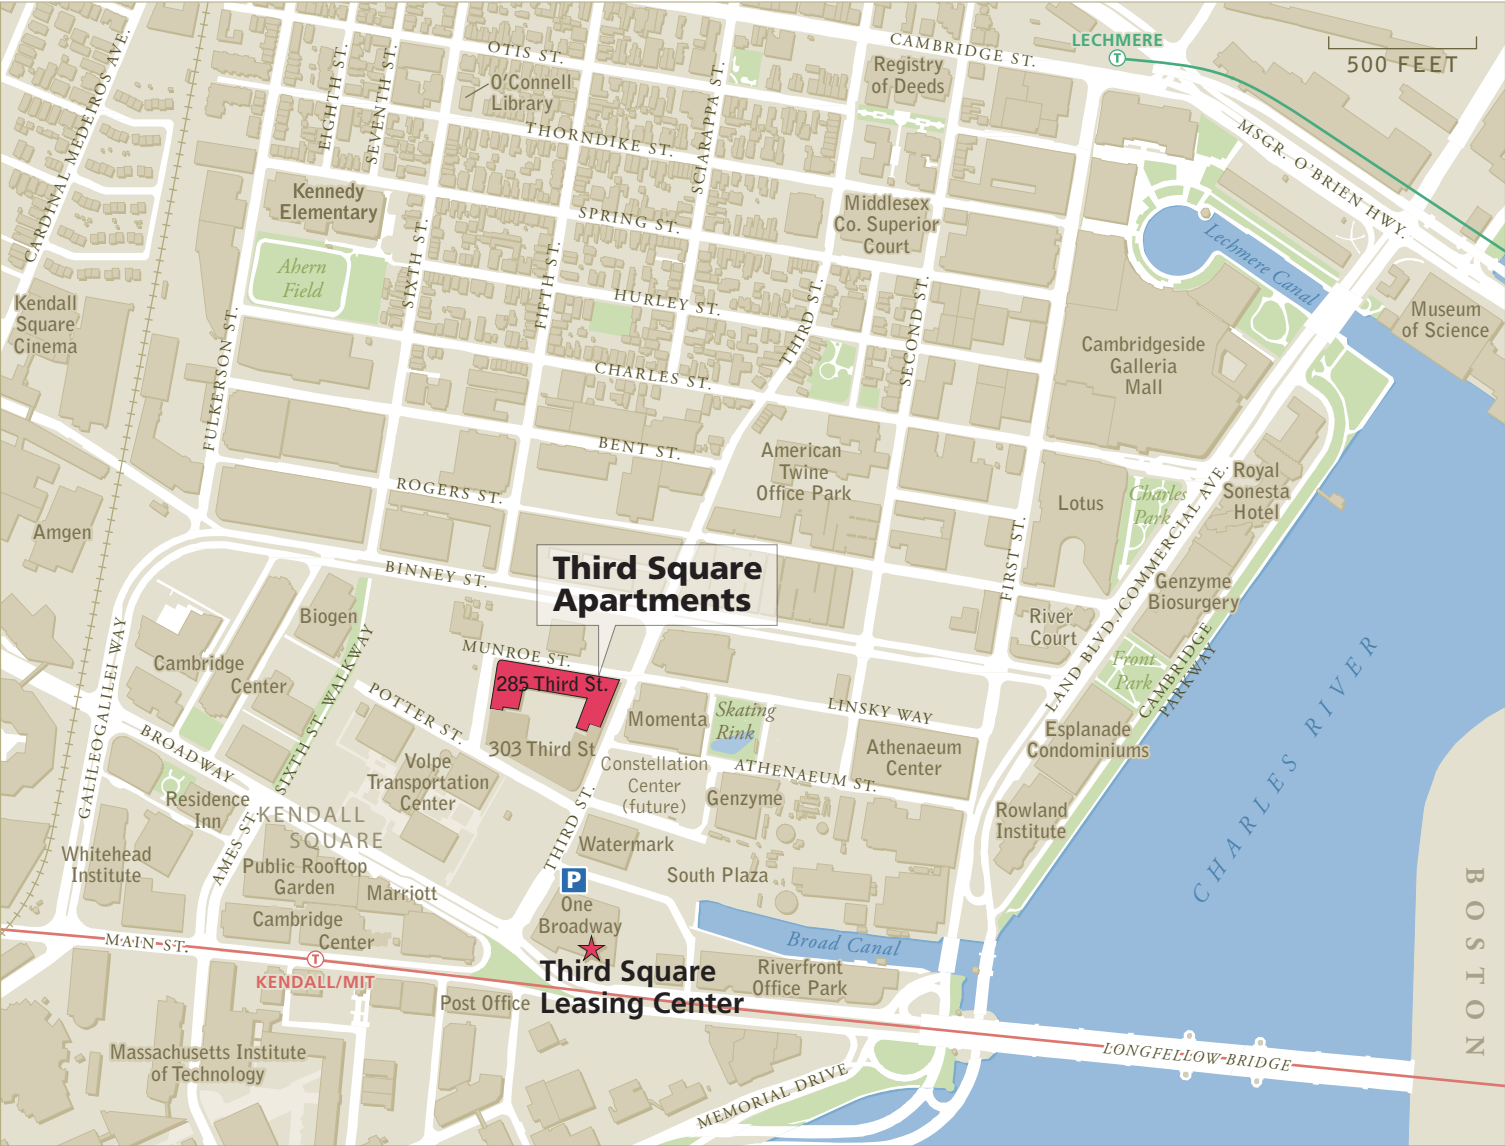 CAMBRIDGE ST.
LECHMERE
T
500 FEET
OTIS ST.
O'Connell
Library
Registry
of Deeds
EIGHTH ST.
SEVENTH ST.
SCIARAPPA ST.
CARDINAL MEDEIROS AVE.
THORNDIKE ST.
MSGR. O'BRIEN HWY.
Kennedy
Elementary
SPRING ST.
Middlesex
Co. Superior
Court
Lechmere Canal
Ahern
Field
SIXTH ST.
FIFTH ST.
HURLEY ST.
THIRD ST.
SECOND ST.
Kendall
Square
Cinema
Museum
of Science
FULKERSON ST.
CHARLES ST.
Cambridgeside
Galleria
Mall
BENT ST.
American
Twine
Office Park
ROGERS ST.
Lotus
Charles
Park
Royal
Sonesta
Hotel
Amgen
FIRST ST.
LAND BLVD./COMMERCIAL AVE.
BINNEY ST.
Third Square
Apartments
Genzyme
Biosurgery
Biogen
River
Court
Front
Park
CAMBRIDGE
PARKWAY
CHARLES RIVER
MUNROE ST.
285 Third St.
Cambridge
Center
SIXTH ST. WALKWAY
GALILEOGALILEI WAY
POTTER ST.
Momenta
Skating
Rink
LINSKY WAY
303 Third St
Esplanade
Condominiums
BROADWAY
Volpe
Transportation
Center
Constellation
Center
(future)
ATHENAEUM ST.
Athenaeum
Center
Genzyme
Residence
Inn
KENDALL
SQUARE
Rowland
Institute
AMES ST.
THIRD ST.
Watermark
Whitehead
Institute
Public Rooftop
Garden
Marriott
P
South Plaza
BOSTON
One
Broadway
Cambridge
Center
Broad Canal
MAIN ST.
T
KENDALL/MIT
Third Square
Leasing Center
Riverfront
Office Park
Post Office
Massachusetts Institute
of Technology
LONGFELLOW BRIDGE
MEMORIAL DRIVE